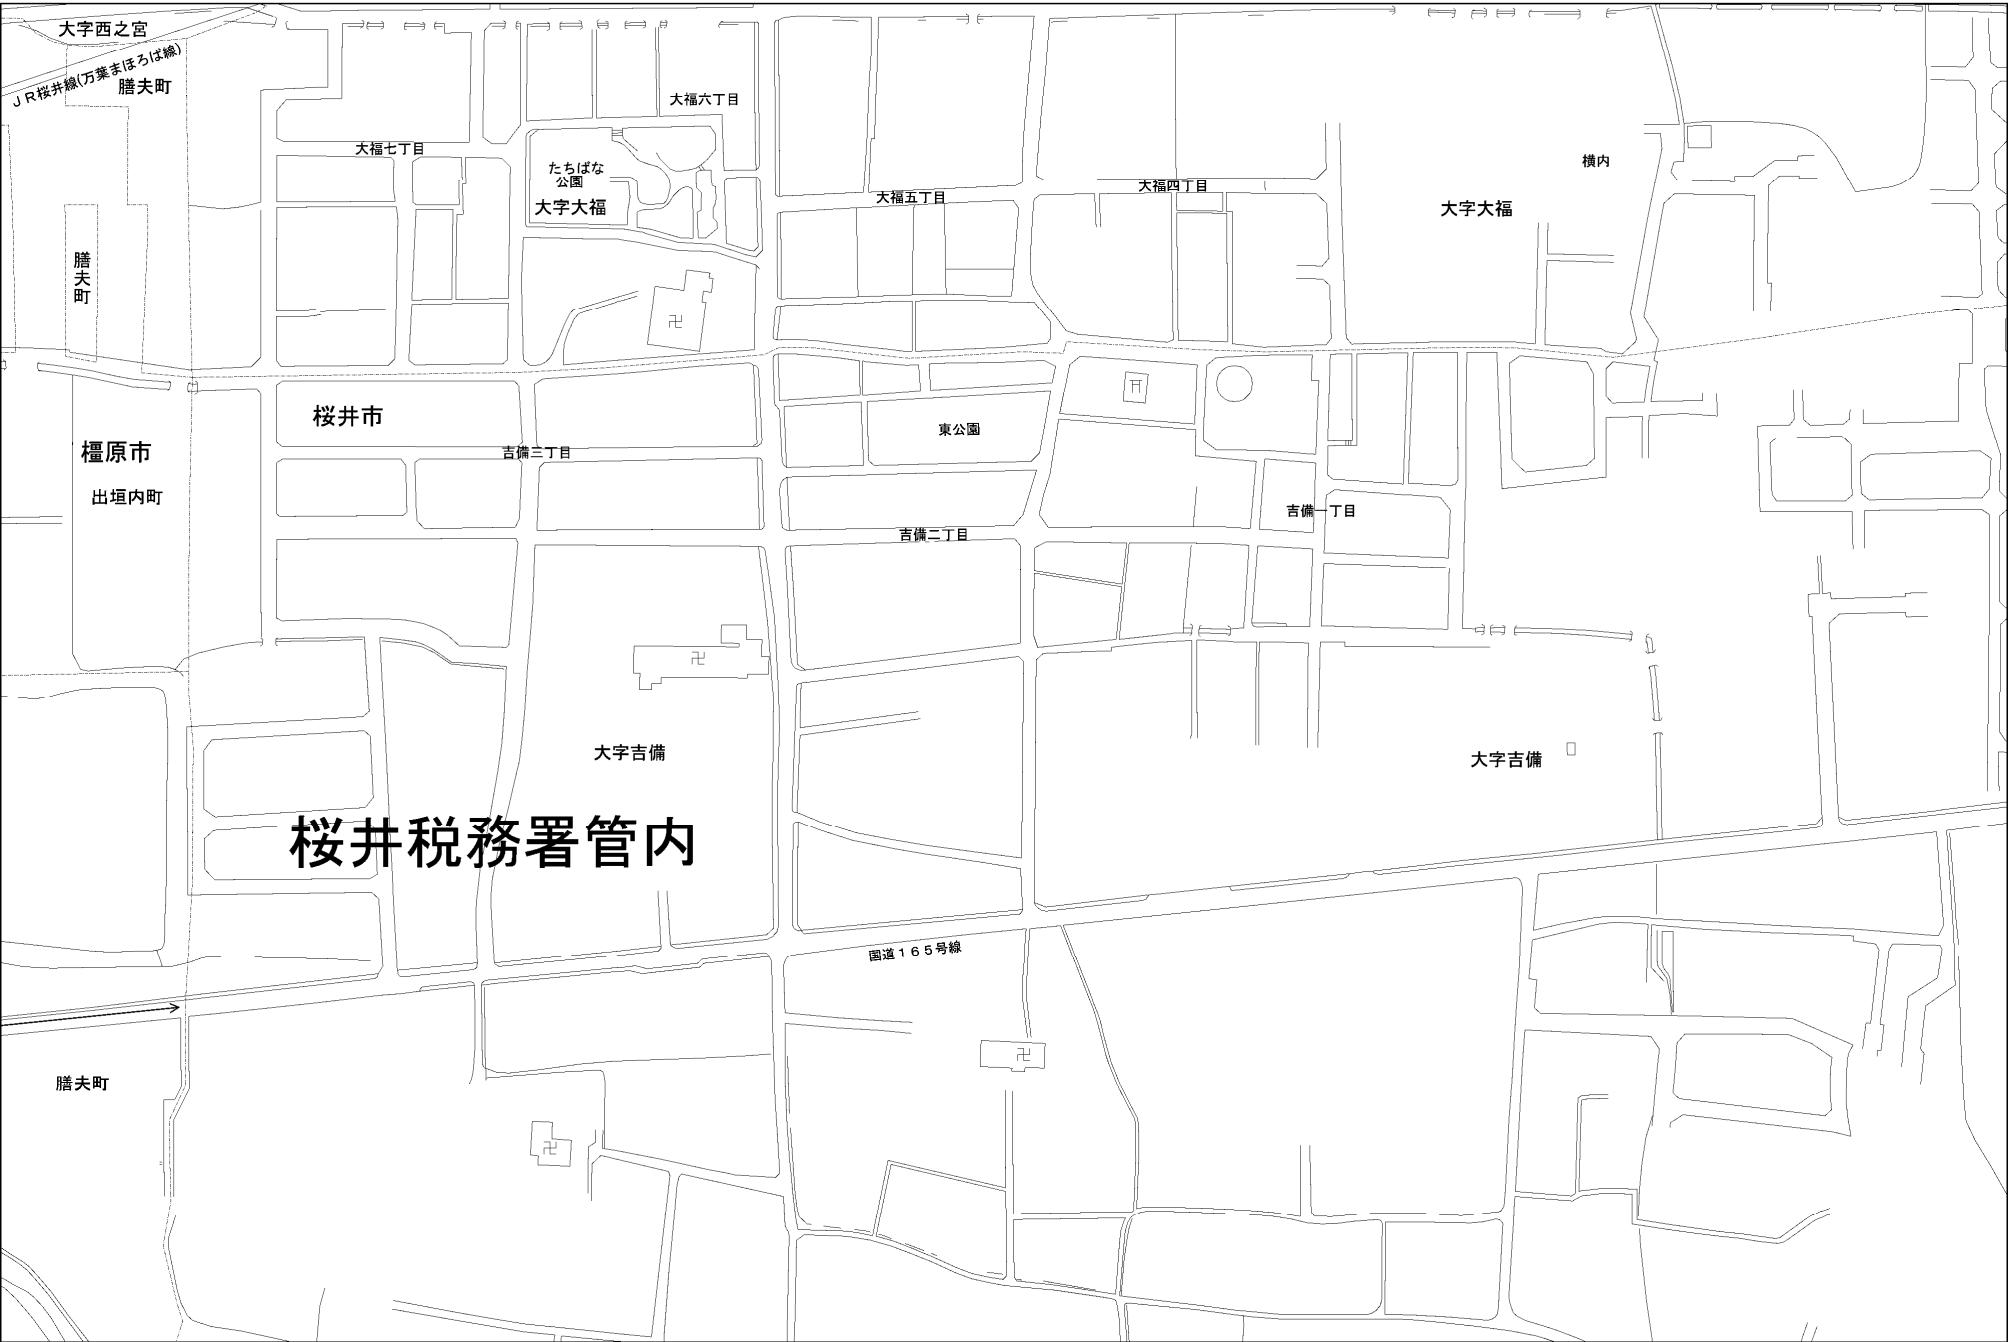 大字西之宮
JR桜井線(万葉まほろば線)
膳夫町
大福六丁目
大福七丁目
たちばな
公園
大字大福
横内
大福四丁目
大福五丁目
大字大福
膳夫町
桜井市
橿原市
東公園
吉備三丁目
出垣内町
吉備一丁目
吉備二丁目
大字吉備
大字吉備
桜井税務署管内
国道165号線
膳夫町